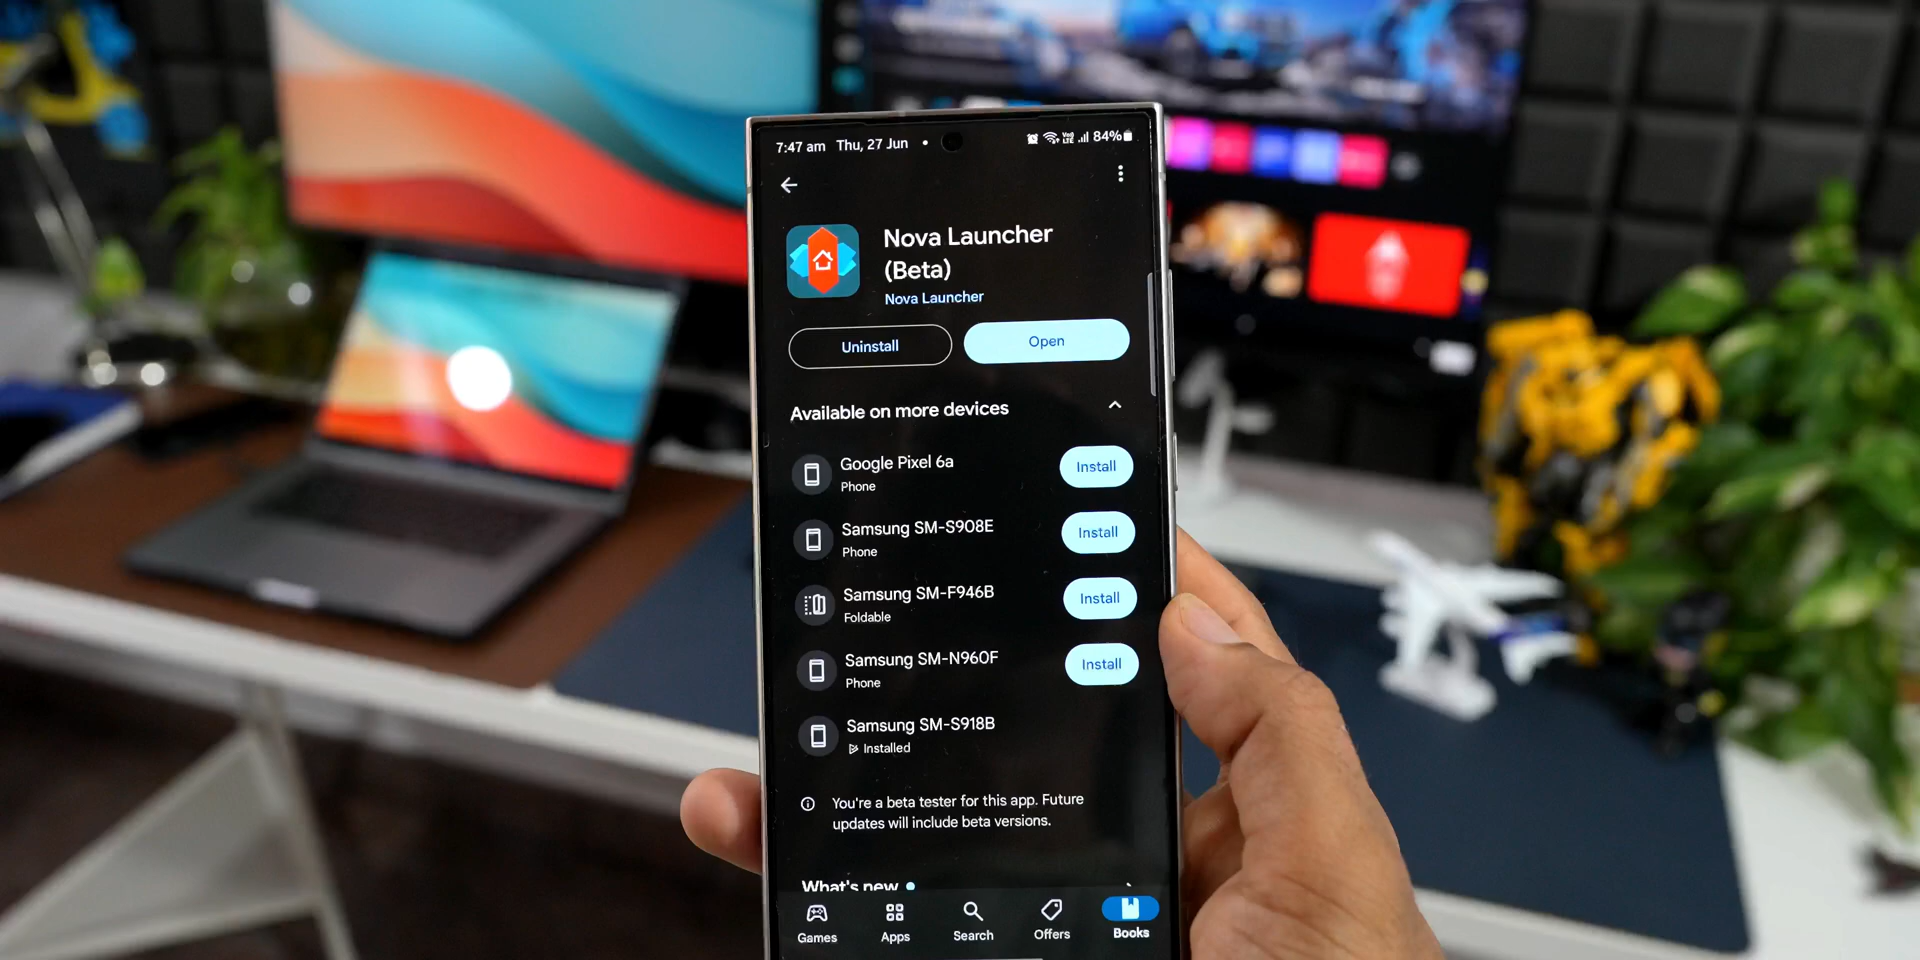 7:47 am Thu, 27 Jun
84%
Nova Launcher
(Beta)
Nova Launcher
Uninstall
Open
Available on more devices
Google Pixel 6a
Phone
Install
Samsung SM-S908E
Phone
Install
Samsung SM-F946B
Foldable
Install
Samsung SM-N960F
Phone
Install
Samsung SM-S918B
Installed
You're a beta tester for this app. Future
updates will include beta versions.
What's new
Games
Apps
Search
Offers
Books